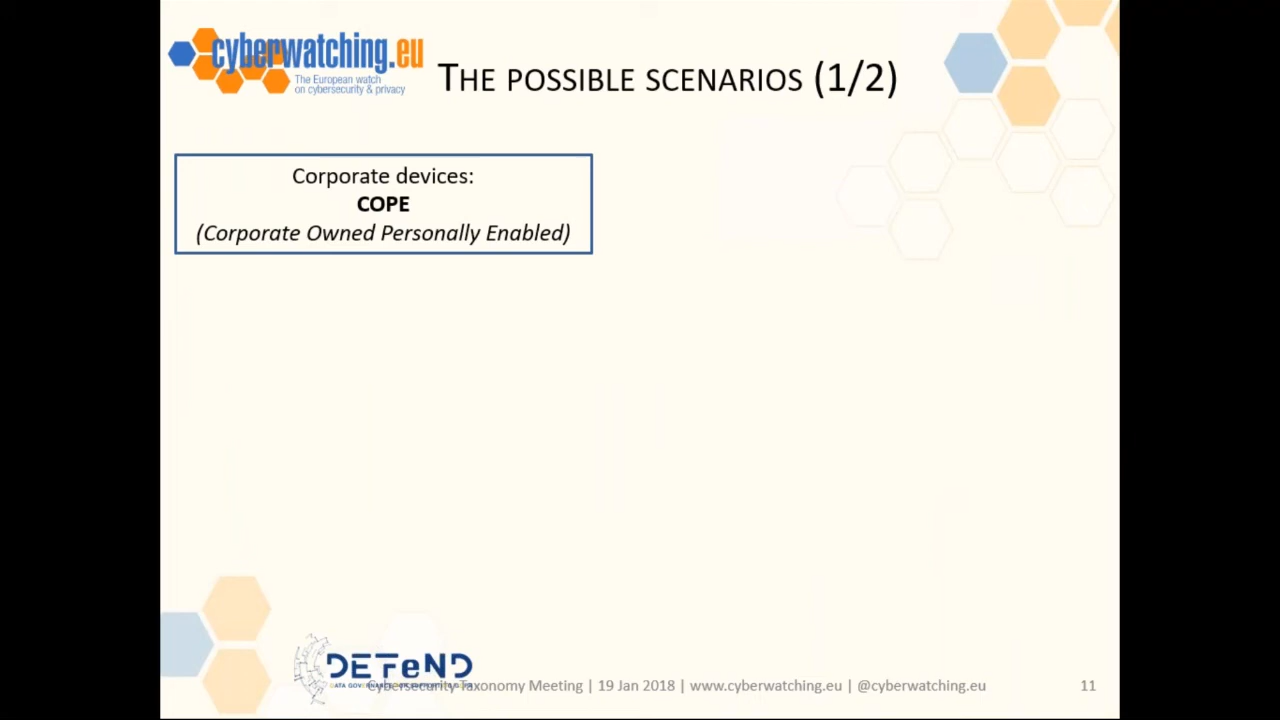 cyberwatching.eu
The European watch
on cybersecurity & privacy
THE POSSIBLE SCENARIOS (1/2)
Corporate devices:
COPE
(Corporate Owned Personally Enabled)
DEFeND
Cybersecurity Taxonomy Meeting | 19 Jan 2018 | www.cyberwatching.eu | @cyberwatching.eu
11